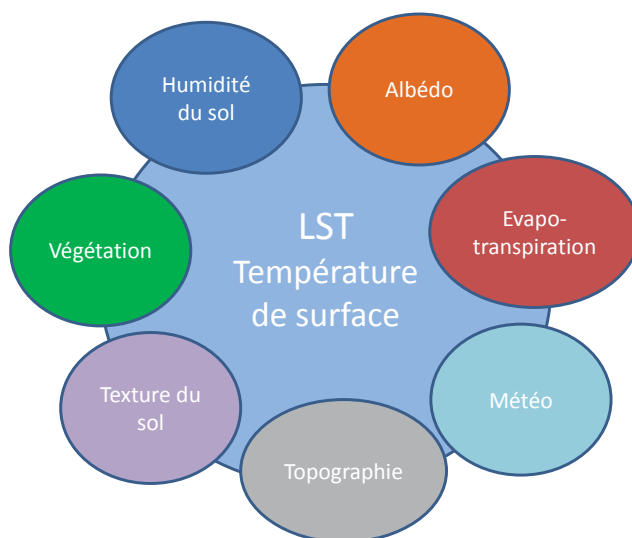 Humidité
du sol
Albédo
Evapo-
transpiration
Météo
Topographie
Texture du
sol
Végétation
LST
Température
de surface